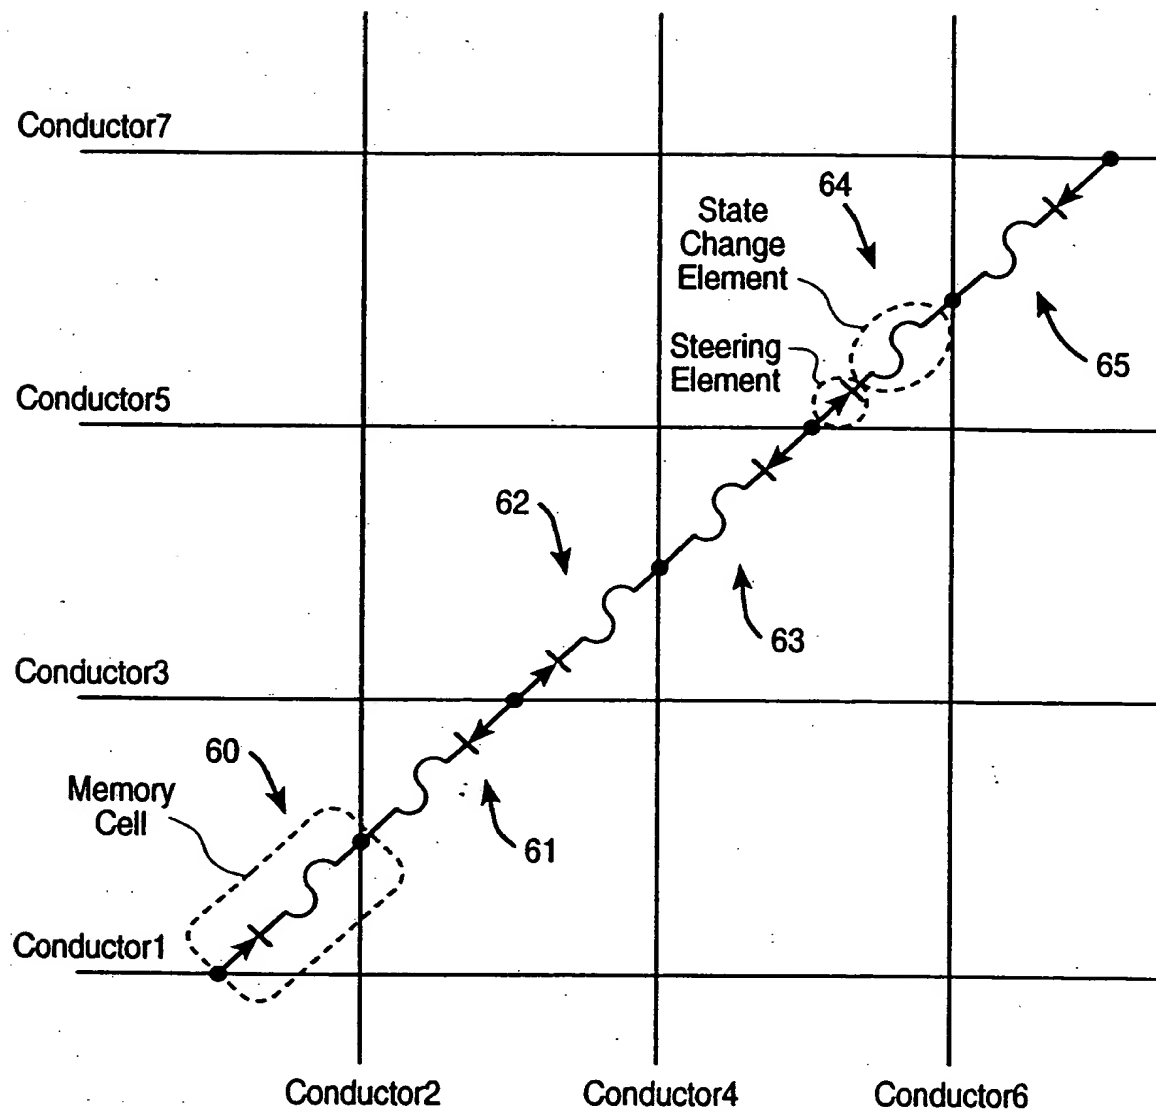 Conductor7
64
State
Change
Element
Steering
Element
65
Conductor5
62
63
Conductor3
60
Memory
Cell
61
Conductor1
Conductor2
Conductor4
Conductor6